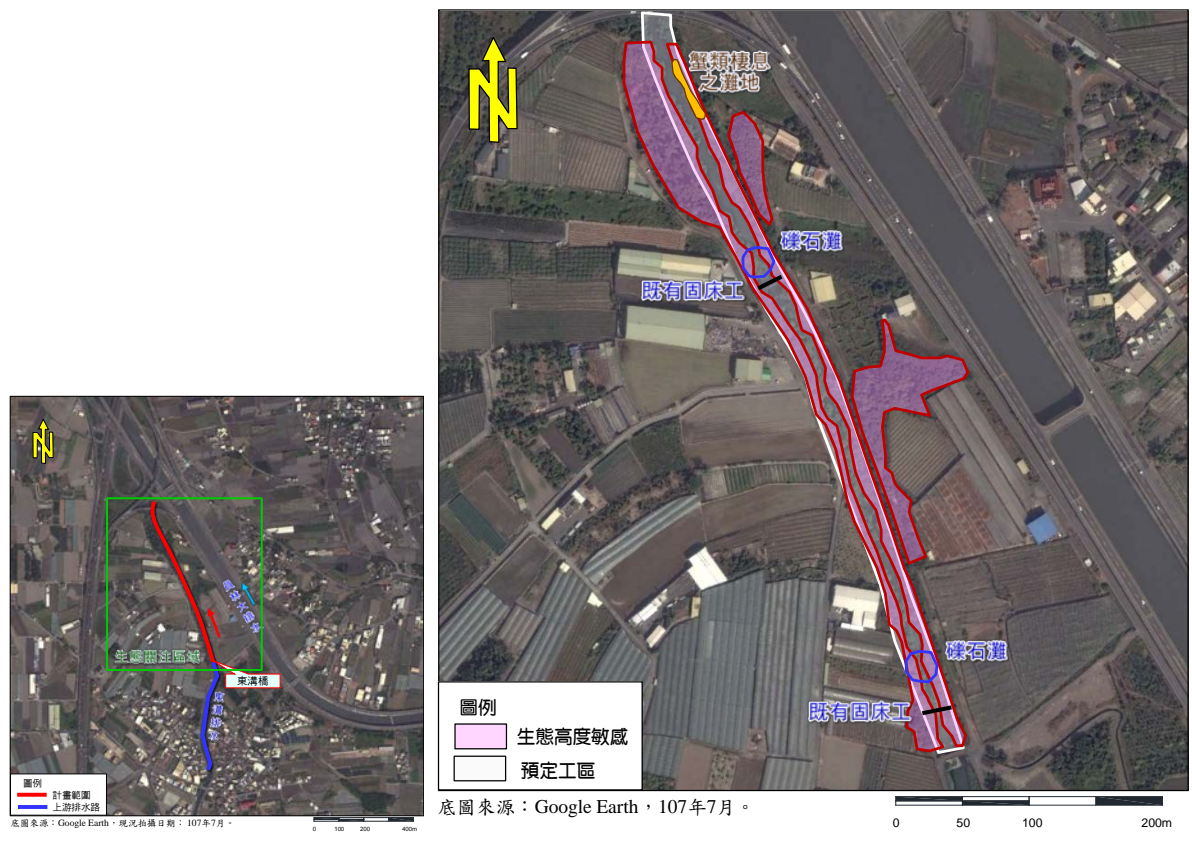 蟹類棲息
之灘地
礫石灘
既有固床工
礫石灘
既有固床工
圖例
生態高度敏感
預定工區
底圖來源：Google Earth，107年7月。
0 50 100 200m
生態關注區域
東溝橋
東溝排水
圖例
計畫範圍
上游排水路
底圖來源：Google Earth，現況拍攝日期： 107年7月。
0 100 200 400m